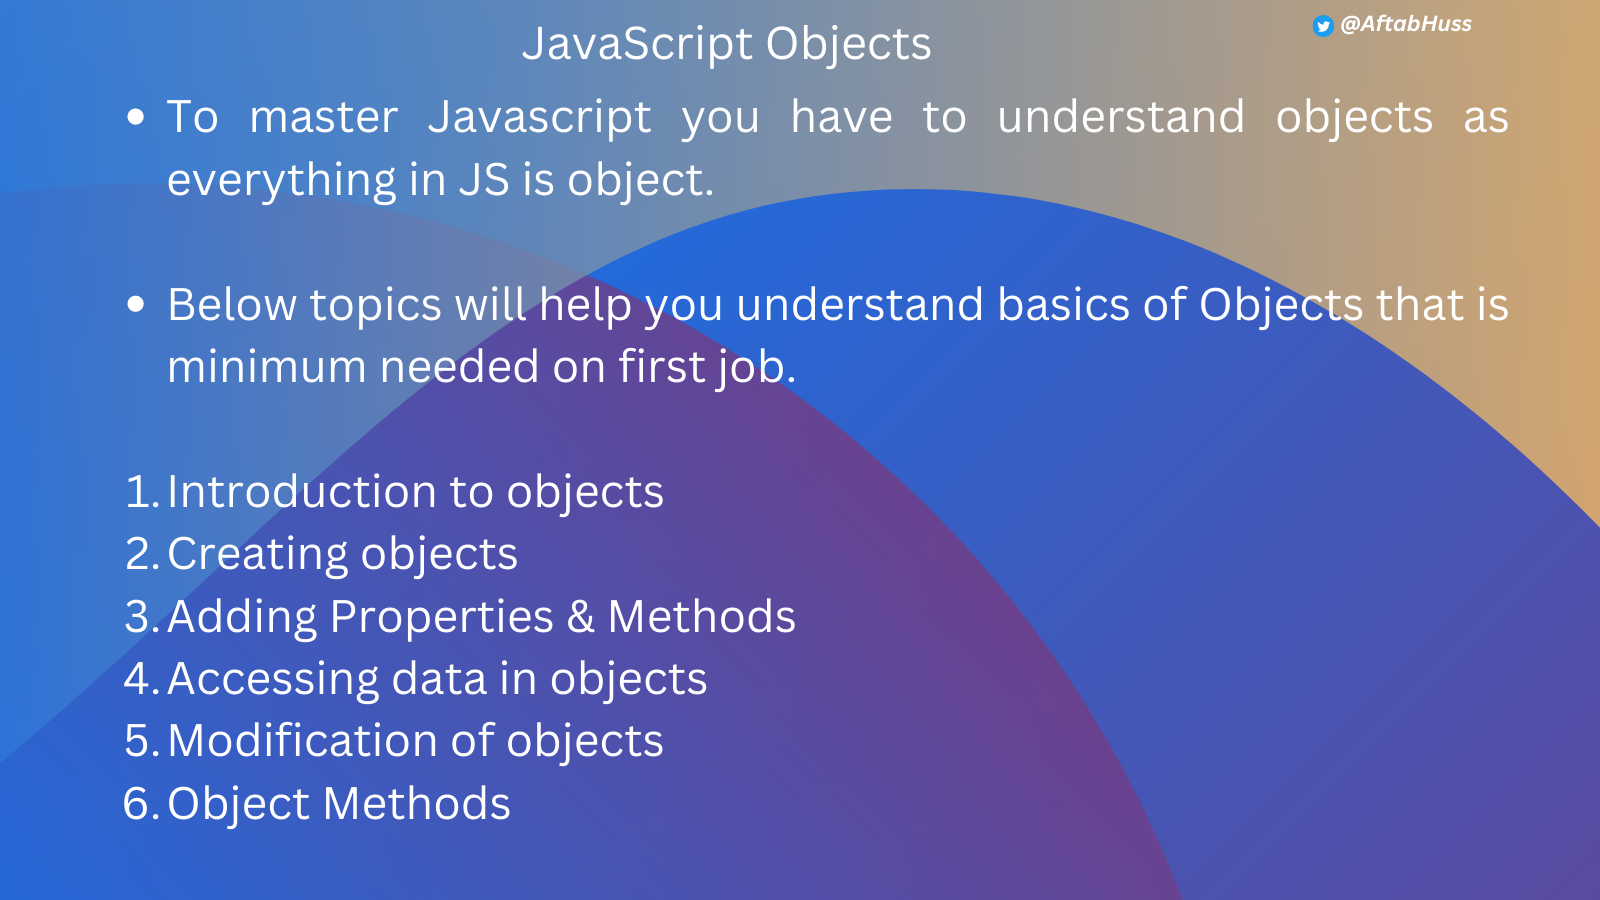 JavaScript Objects
@AftabHuss
• To master Javascript you have to understand objects as
everything in JS is object.
• Below topics will help you understand basics of Objects that is
minimum needed on first job.
1. Introduction to objects
2. Creating objects
3. Adding Properties & Methods
4. Accessing data in objects
5. Modification of objects
6. Object Methods